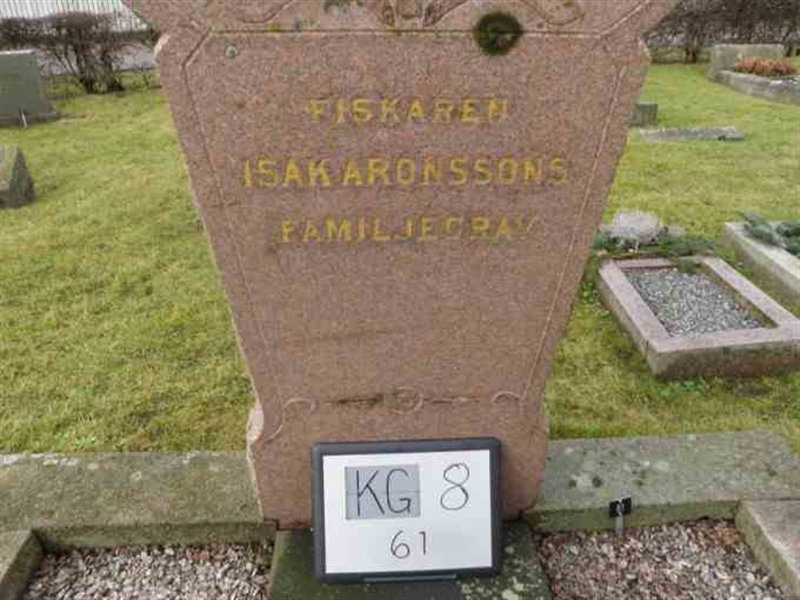 FISKAREN
ISAK ARONSSONS
FAMILJEGRAV
KG 8
61